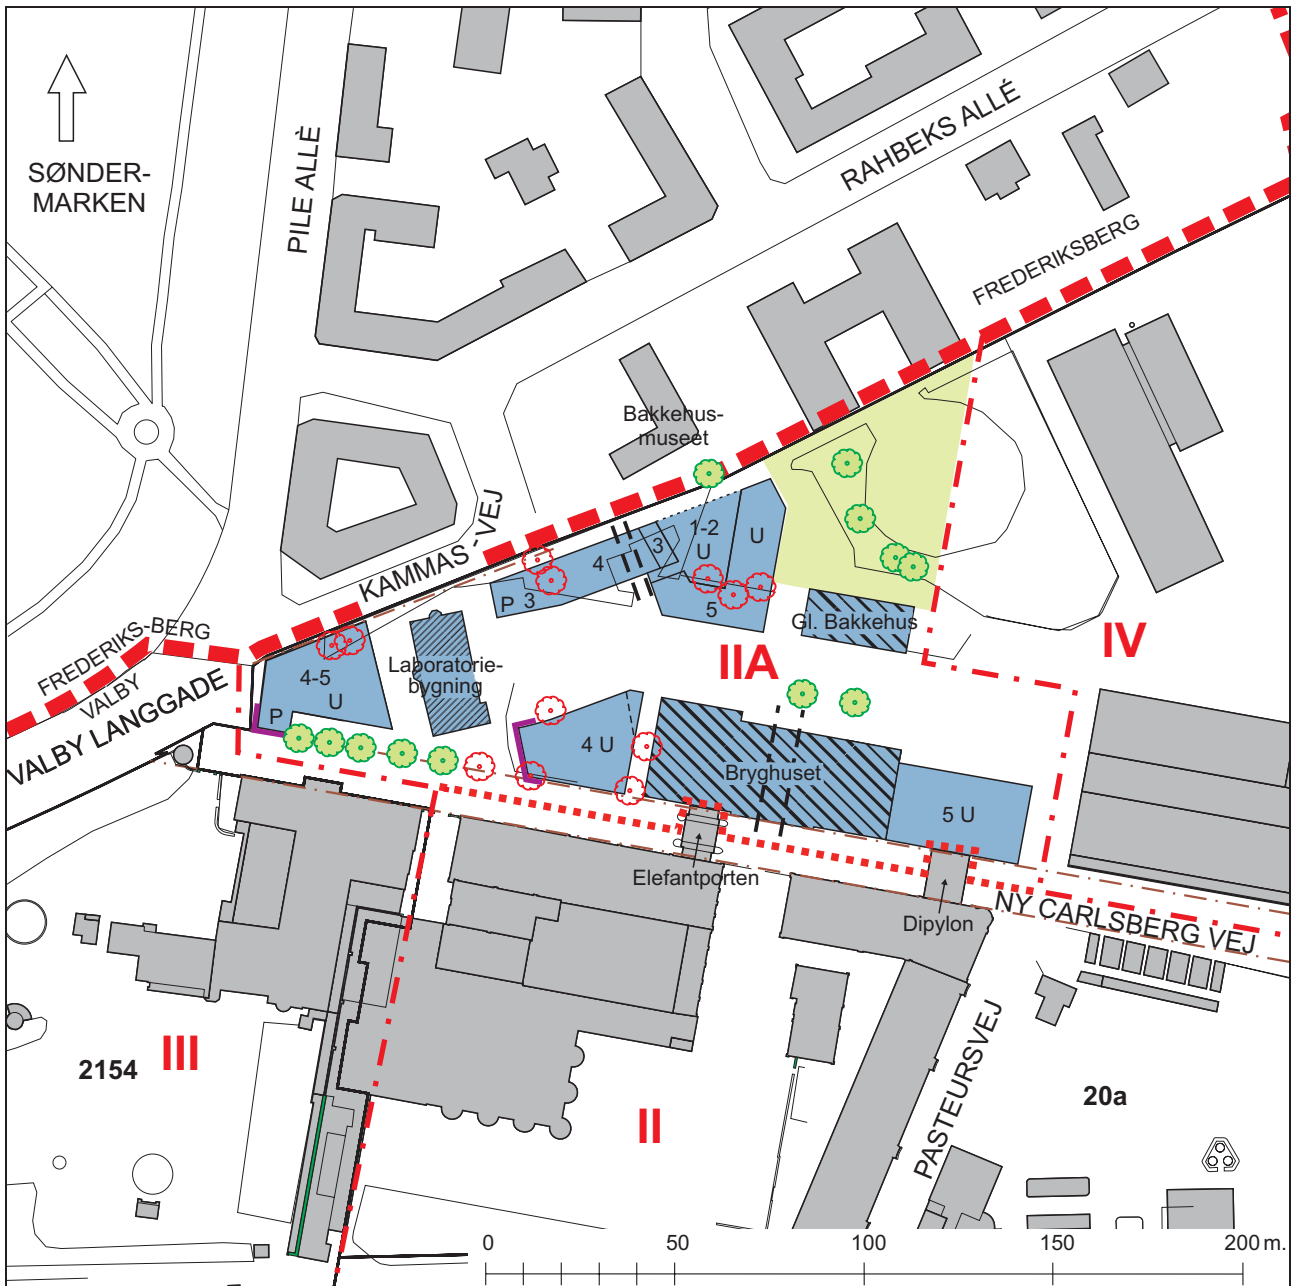 SØNDER-
MARKEN
PILE ALLÈ
RAHBEKS ALLÉ
FREDERIKSBERG
Bakkehus-
museet
KAMMAS - VEJ
1-2
U
U
3
4
P 3
5
Gl. Bakkehus
FREDERIKS-BERG
VALBY
VALBY LANGGADE
4-5
U
P
Laboratorie-
bygning
IIA
IV
4 U
Bryghuset
5 U
Elefantporten
Dipylon
NY CARLSBERG VEJ
PASTEURSVEJ
2154
III
II
20a
0
50
100
150
200 m.